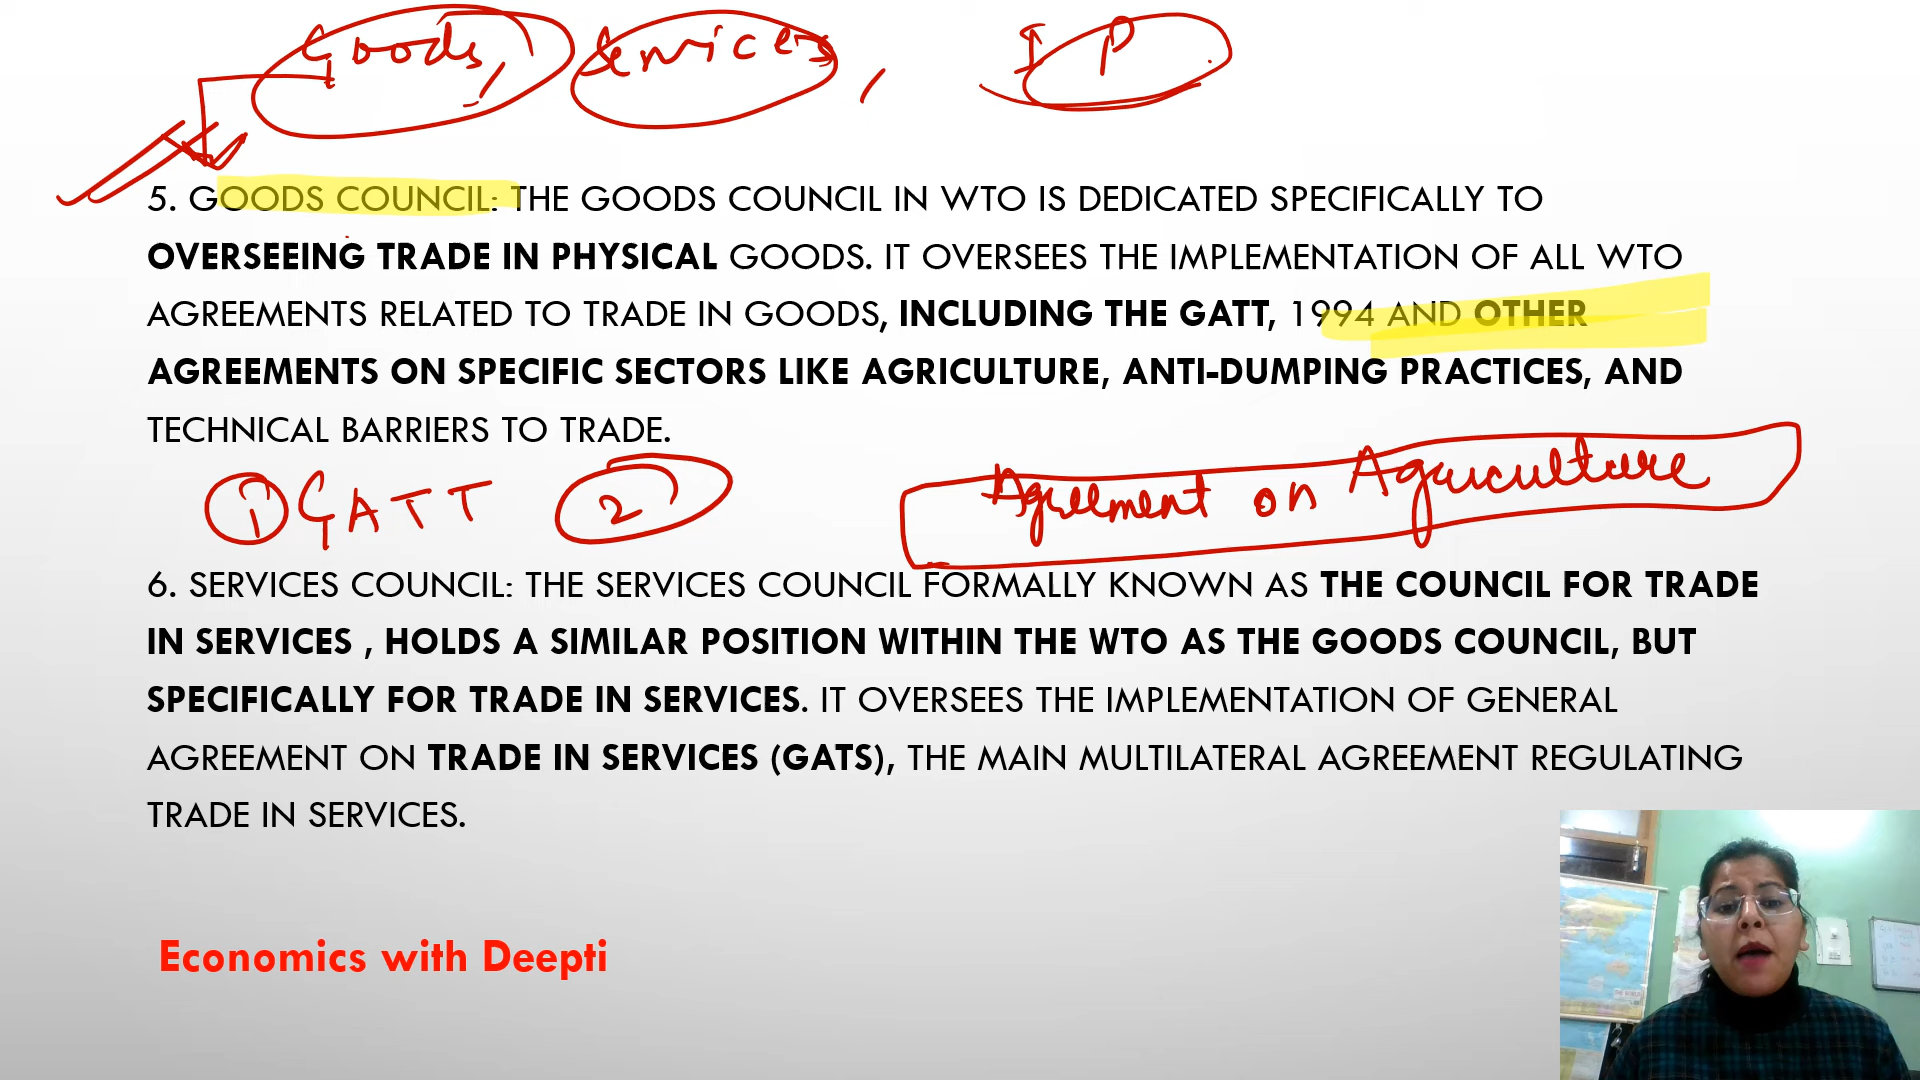 Goods, Services, IP
5. GOODS COUNCIL: THE GOODS COUNCIL IN WTO IS DEDICATED SPECIFICALLY TO
OVERSEEING TRADE IN PHYSICAL GOODS. IT OVERSEES THE IMPLEMENTATION OF ALL WTO
AGREEMENTS RELATED TO TRADE IN GOODS, INCLUDING THE GATT, 1994 AND OTHER
AGREEMENTS ON SPECIFIC SECTORS LIKE AGRICULTURE, ANTI-DUMPING PRACTICES, AND
TECHNICAL BARRIERS TO TRADE.
1 GATT 2 Agreement on Agriculture
6. SERVICES COUNCIL: THE SERVICES COUNCIL FORMALLY KNOWN AS THE COUNCIL FOR TRADE
IN SERVICES , HOLDS A SIMILAR POSITION WITHIN THE WTO AS THE GOODS COUNCIL, BUT
SPECIFICALLY FOR TRADE IN SERVICES. IT OVERSEES THE IMPLEMENTATION OF GENERAL
AGREEMENT ON TRADE IN SERVICES (GATS), THE MAIN MULTILATERAL AGREEMENT REGULATING
TRADE IN SERVICES.
Economics with Deepti